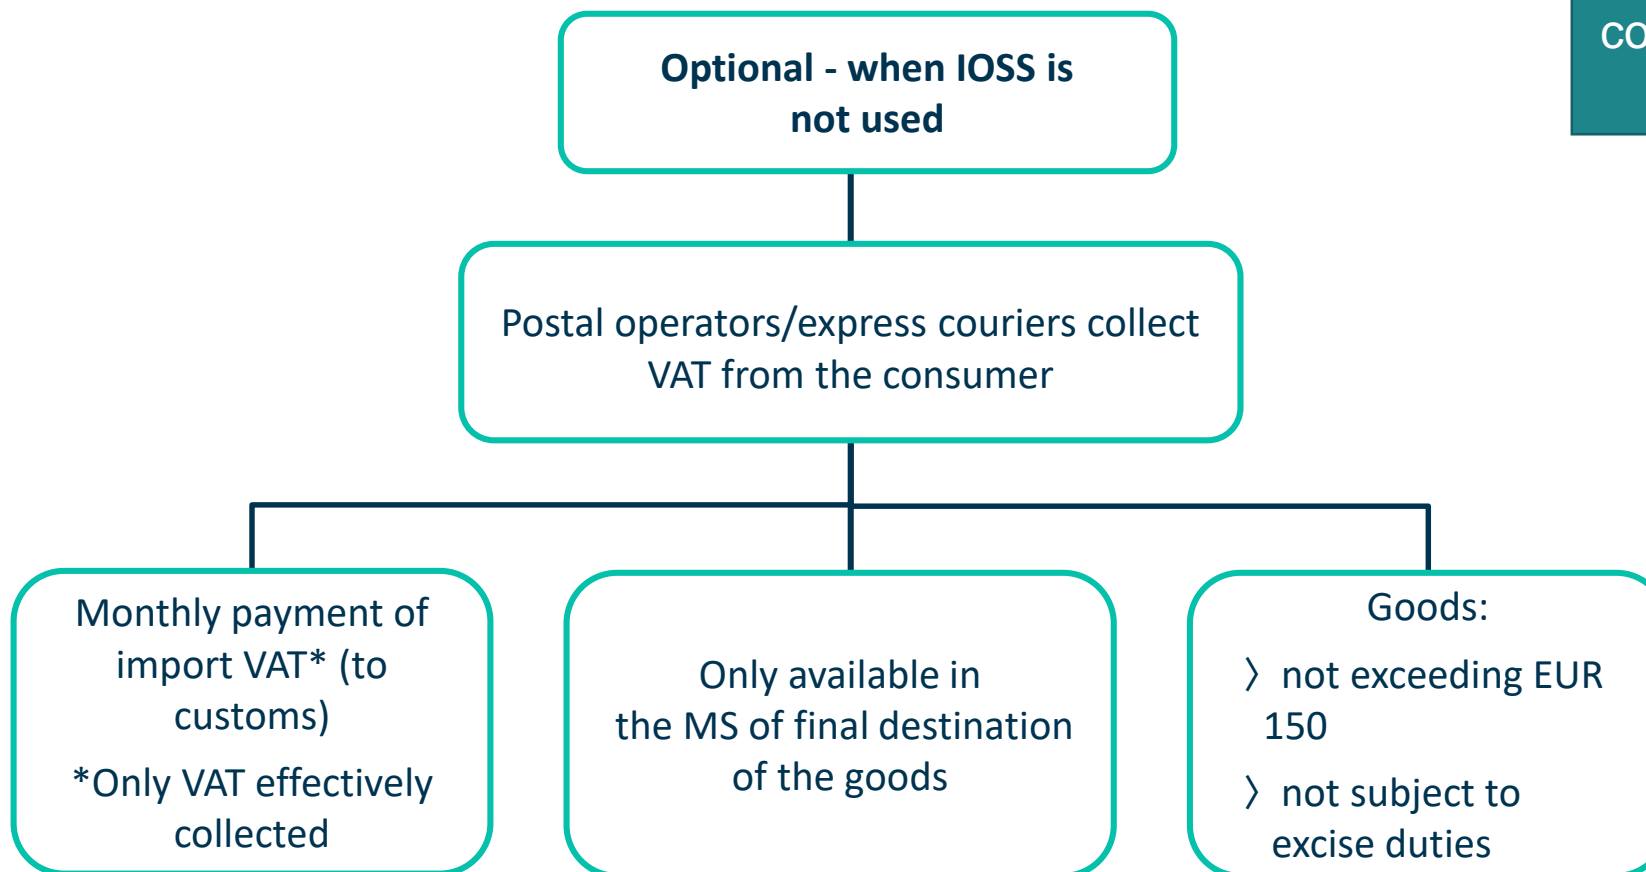 Optional - when IOSS is
not used
Postal operators/express couriers collect
VAT from the consumer
Monthly payment of
import VAT* (to
customs)
*Only VAT effectively
collected
Only available in
the MS of final destination
of the goods
Goods:
〉not exceeding EUR
150
〉not subject to
excise duties